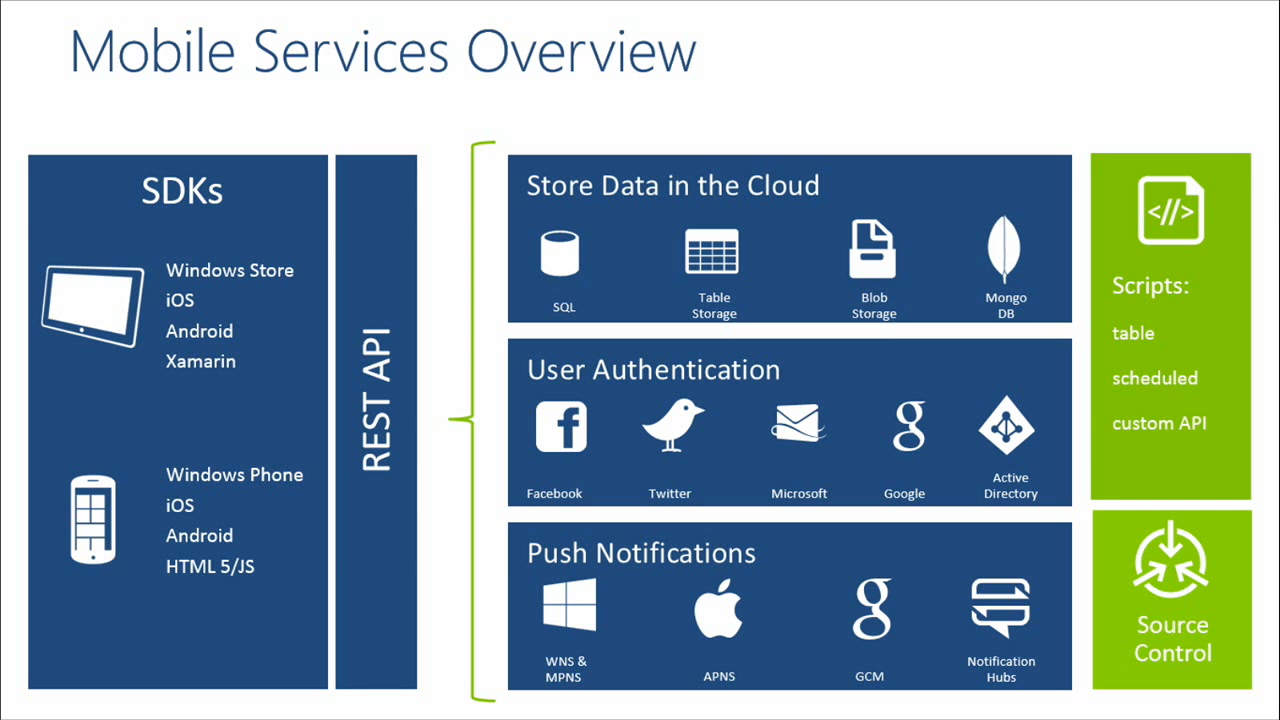 Mobile Services Overview
SDKs
Windows Store
iOS
Android
Xamarin
Windows Phone
iOS
Android
HTML 5/JS
REST API
Store Data in the Cloud
SQL
Table
Storage
Blob
Storage
Mongo
DB
User Authentication
Facebook
Twitter
Microsoft
Google
Active
Directory
Push Notifications
WNS &
MPNS
APNS
GCM
Notification
Hubs
<//>
Scripts:
table
scheduled
custom API
Source
Control